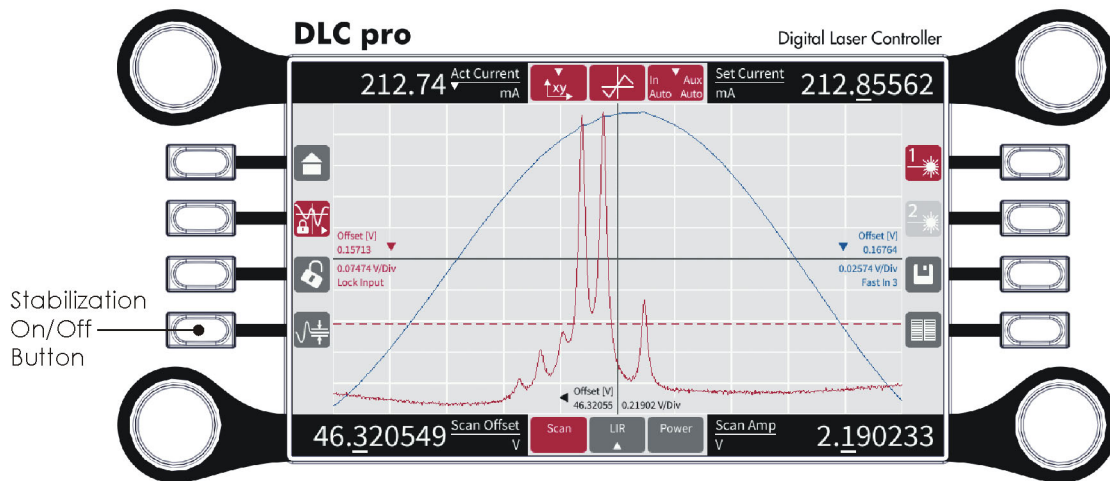 DLC pro
Digital Laser Controller
212.74 Act Current
mA
xy
In Aux
Auto Auto
Set Current
mA
212.85562
1
2
Offset [V]
0.15713
0.07474 V/Div
Lock Input
Offset [V]
0.16764
0.02574 V/Div
Fast In 3
Stabilization
On/Off
Button
Offset [V]
46.32055 0.21902 V/Div
46.320549 Scan Offset
V
Scan
LIR
Power
Scan Amp
V
2.190233